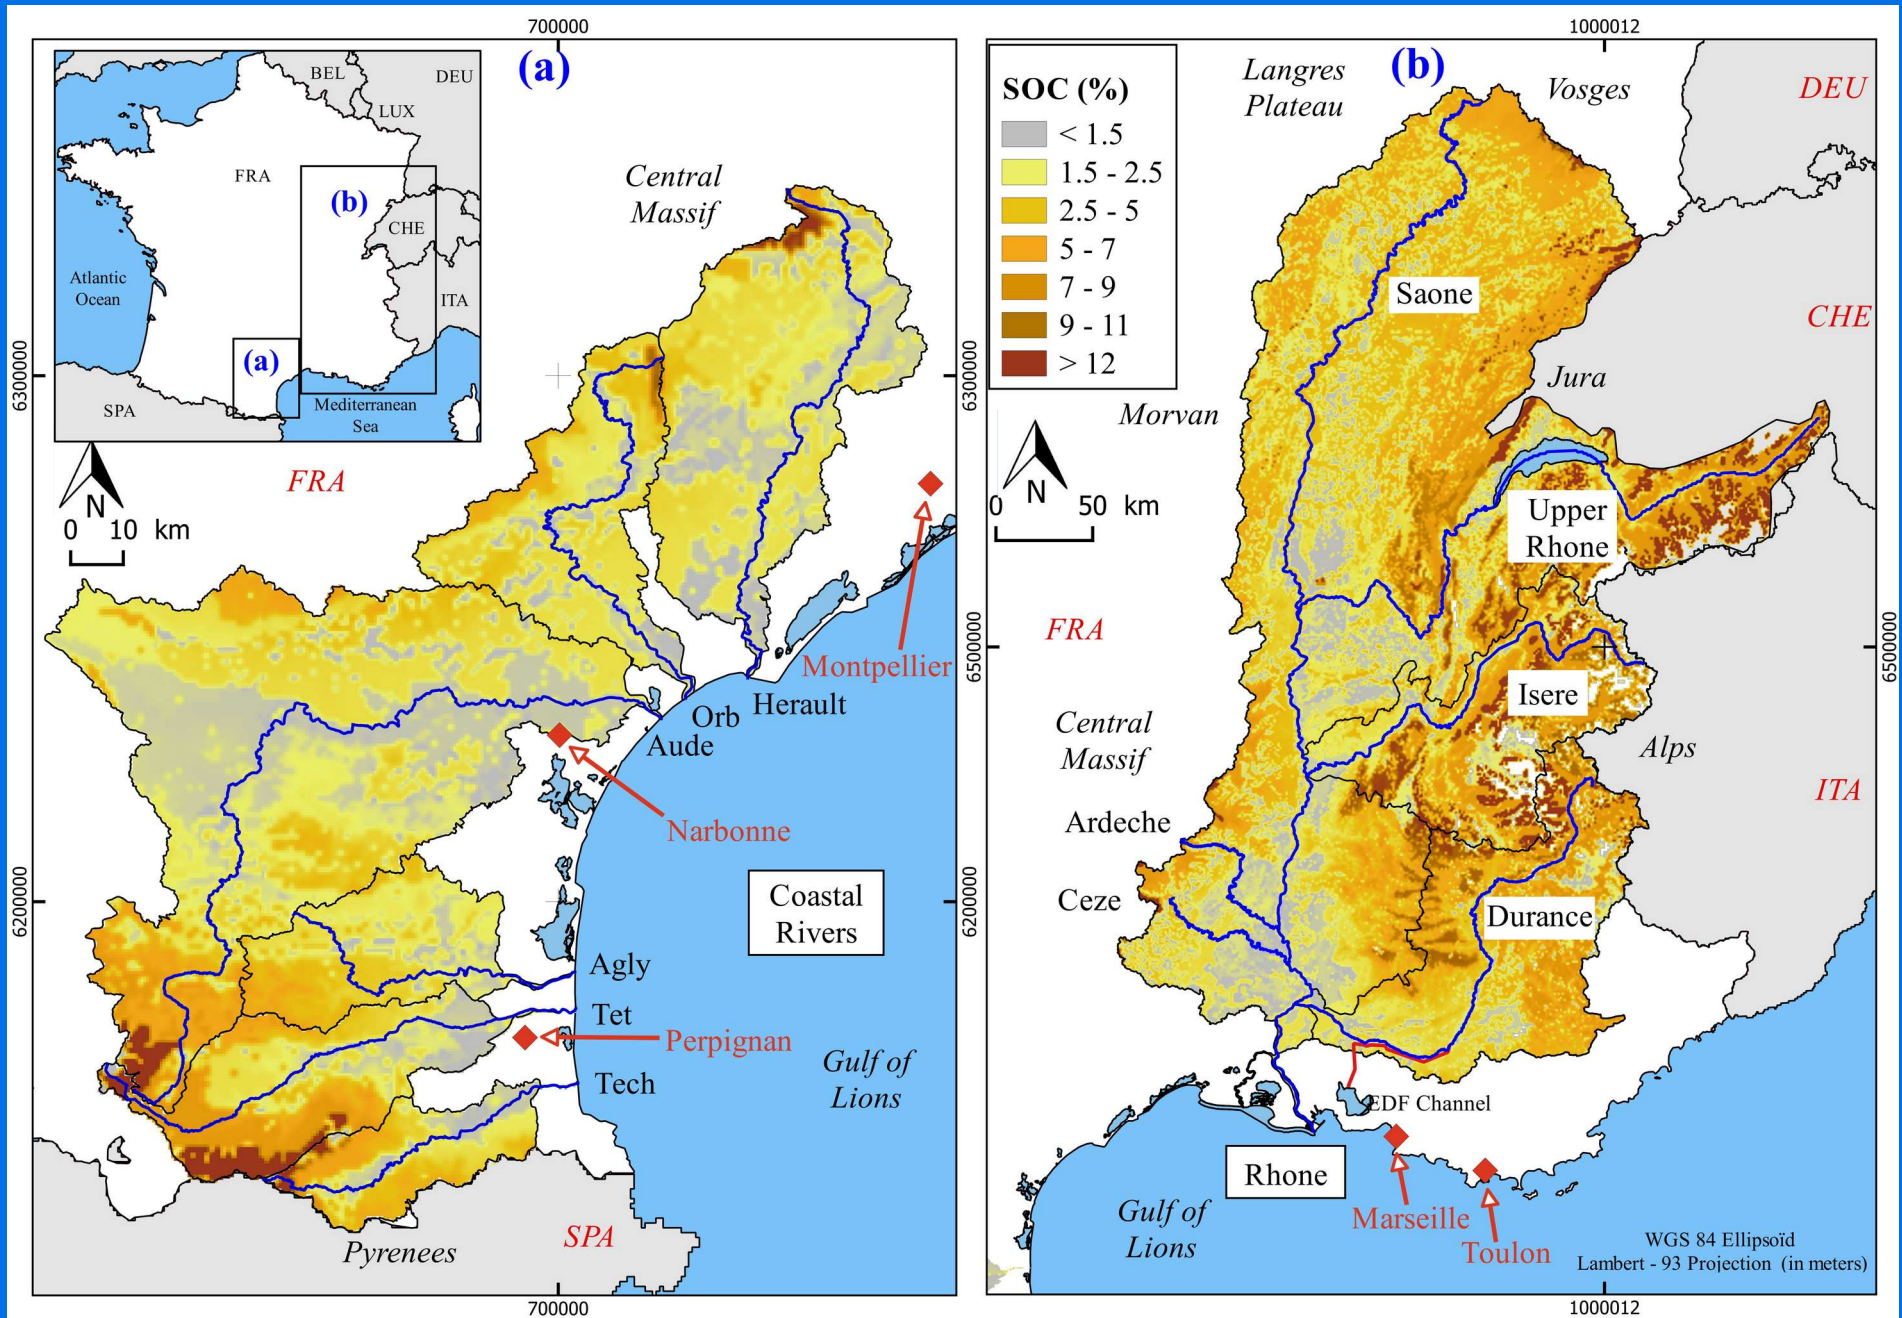 700000
1000012
(a)
BEL
DEU
LUX
FRA
(b)
CHE
Atlantic
Ocean
ITA
(a)
SPA
Mediterranean
Sea
N
0 10 km
FRA
Central
Massif
6300000
6200000
Montpellier
Herault
Orb
Aude
Narbonne
Coastal
Rivers
Agly
Tet
Perpignan
Tech
Gulf of
Lions
SPA
Pyrenees
700000
SOC (%)
< 1.5
1.5 - 2.5
2.5 - 5
5 - 7
7 - 9
9 - 11
> 12
Langres
Plateau
(b)
Vosges
DEU
Saone
CHE
Jura
Morvan
N
0 50 km
6300000
6200000
Upper
Rhone
FRA
6500000
6500000
Isere
Central
Massif
Alps
ITA
Ardeche
Ceze
Durance
EDF Channel
Rhone
Marseille
Toulon
Gulf of
Lions
WGS 84 Ellipsoïd
Lambert - 93 Projection (in meters)
1000012